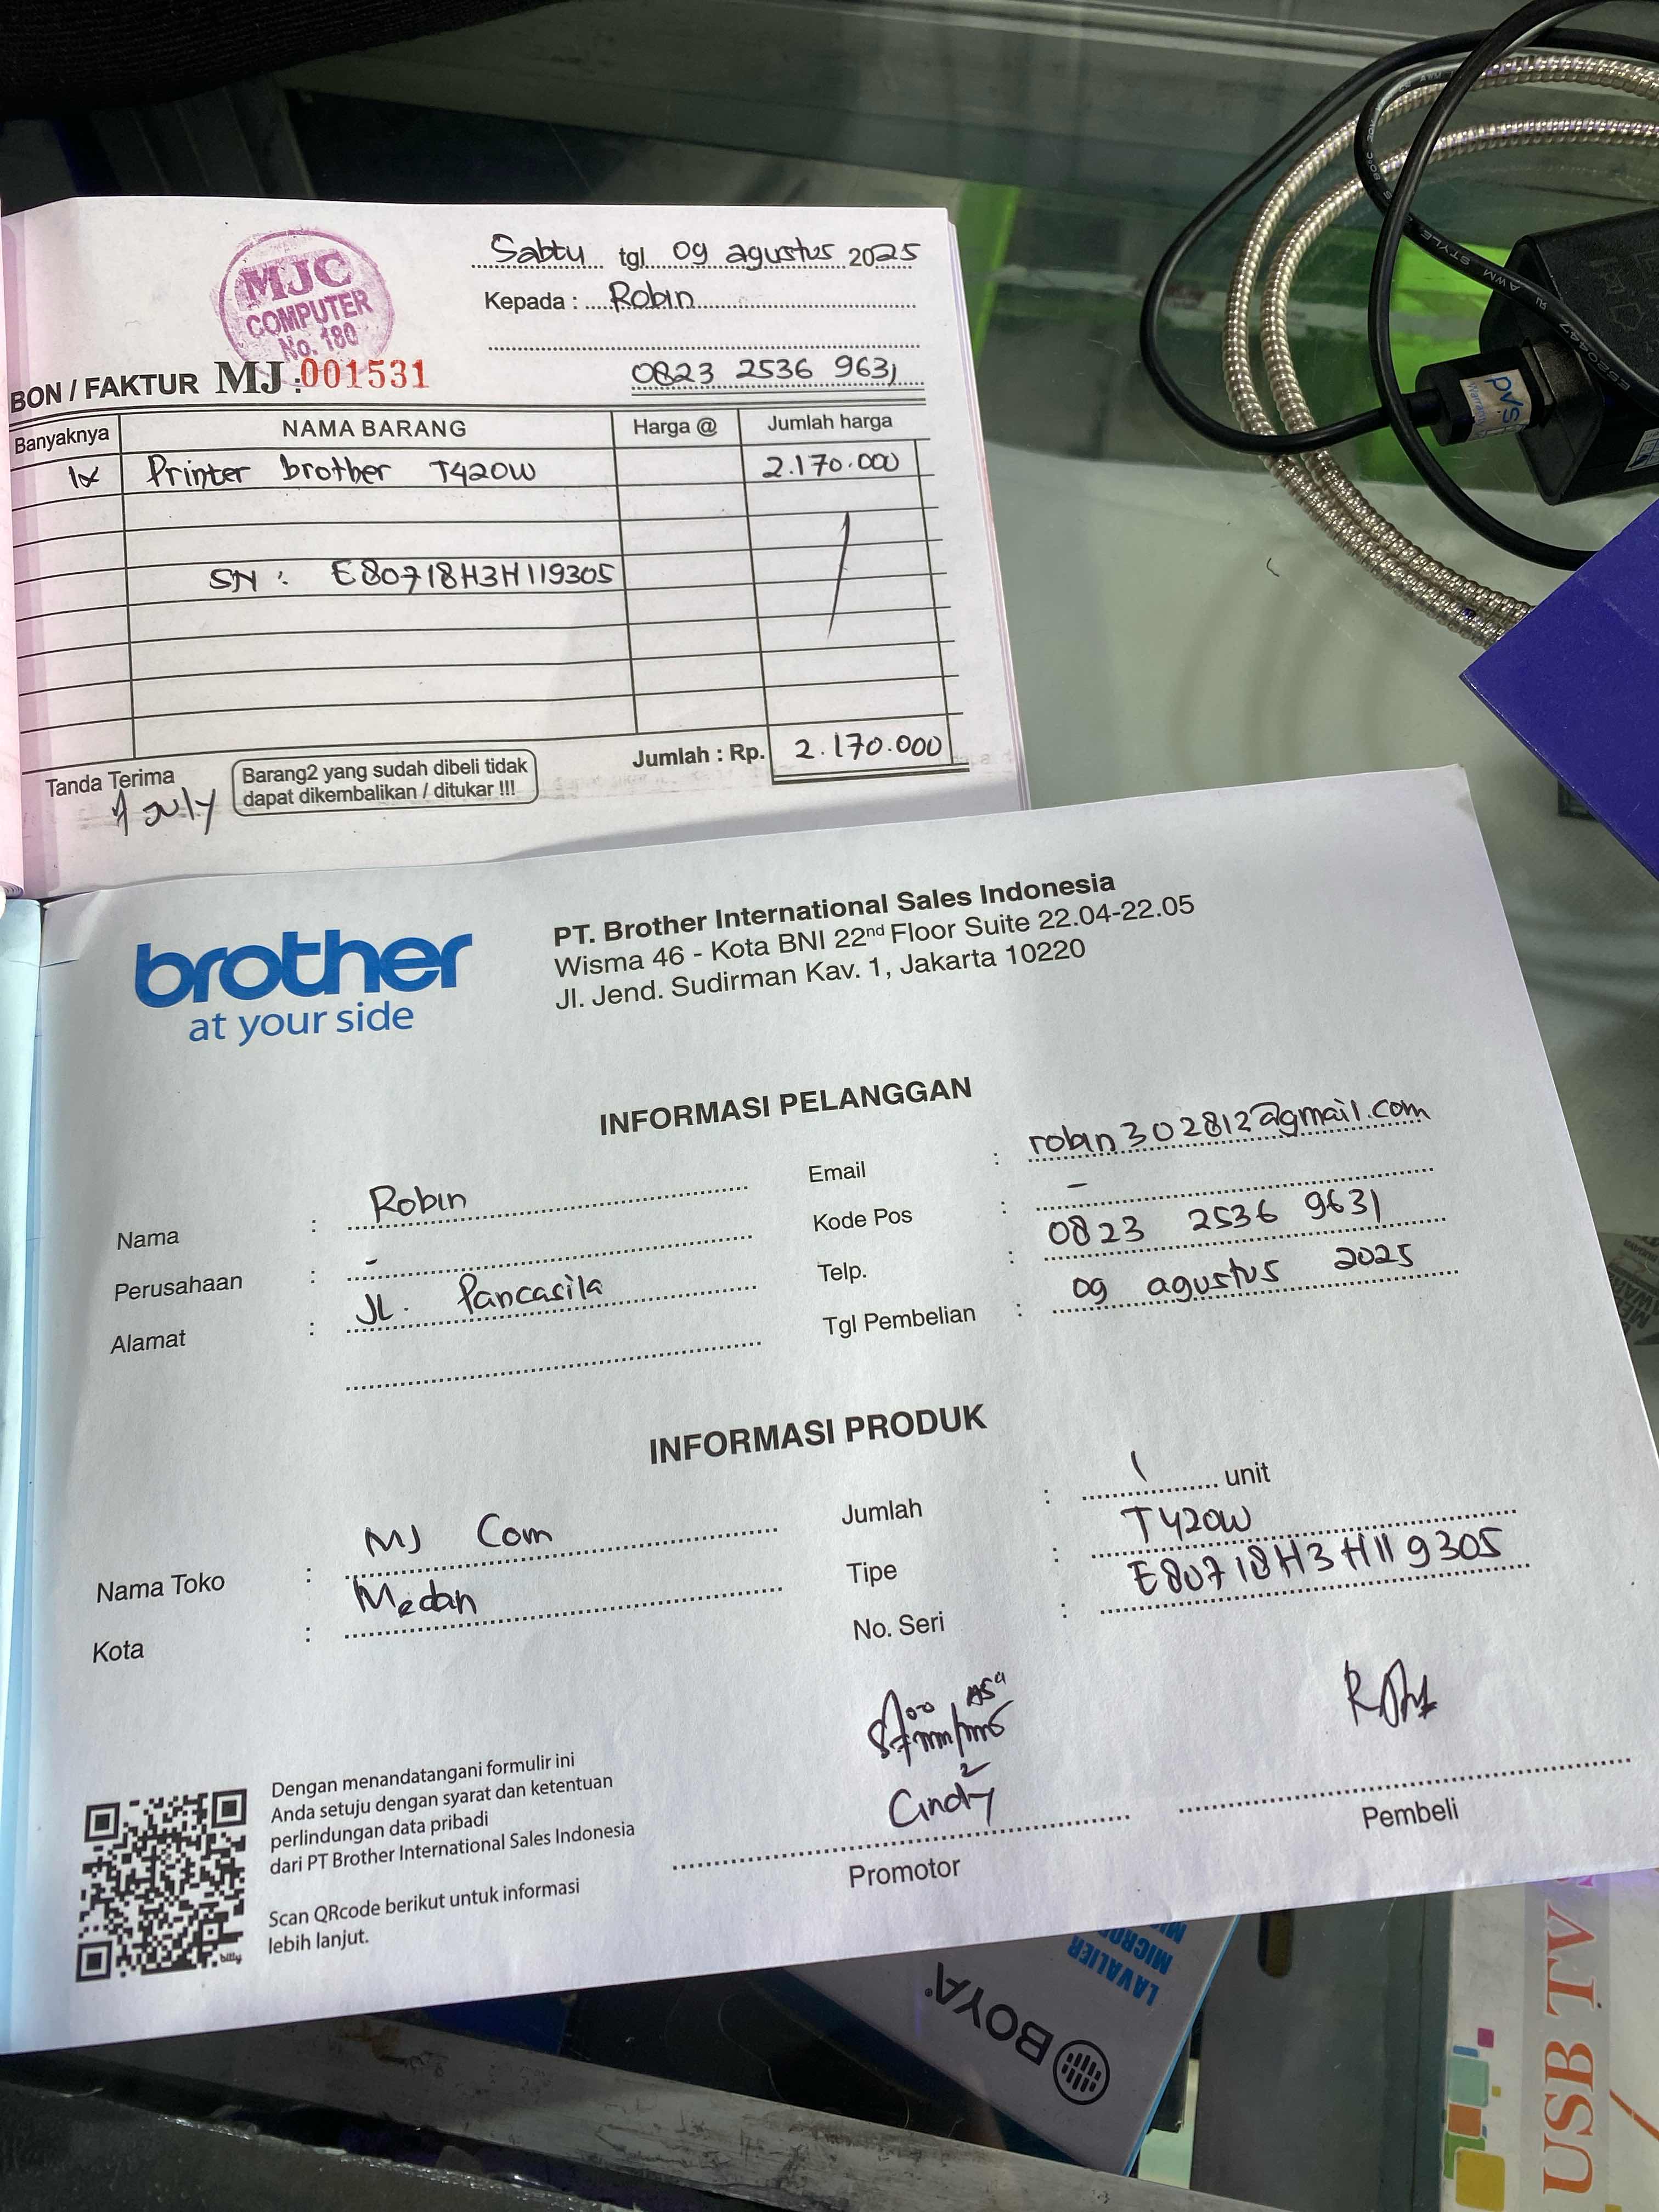 MJC
COMPUTER
No. 180
Sabtu tgl 09 agustus 2025
Kepada : Robin
0823 2536 9631
BON / FAKTUR MJ :001531
Banyaknya NAMA BARANG Harga @ Jumlah harga
1x Printer brother T420W 2.170.000
SN : E80718H3H119305
Jumlah : Rp. 2.170.000
Tanda Terima
Barang2 yang sudah dibeli tidak
dapat dikembalikan / ditukar !!!
brother
at your side
PT. Brother International Sales Indonesia
Wisma 46 - Kota BNI 22nd Floor Suite 22.04-22.05
Jl. Jend. Sudirman Kav. 1, Jakarta 10220
INFORMASI PELANGGAN
Nama : Robin
Perusahaan : -
Alamat : JL. Pancasila
Email : robin302812@gmail.com
Kode Pos : -
Telp. : 0823 2536 9631
Tgl Pembelian : 09 agustus 2025
INFORMASI PRODUK
Nama Toko : MJ Com
Kota : Medan
Jumlah : 1 unit
Tipe : T420W
No. Seri : E80718H3H119305
Cindy
Promotor
Pembeli
Dengan menandatangani formulir ini
Anda setuju dengan syarat dan ketentuan
perlindungan data pribadi
dari PT Brother International Sales Indonesia
Scan QRcode berikut untuk informasi
lebih lanjut.
bitly
AWM STYLE
E520447
LAVALIER
BOYA
USB TV